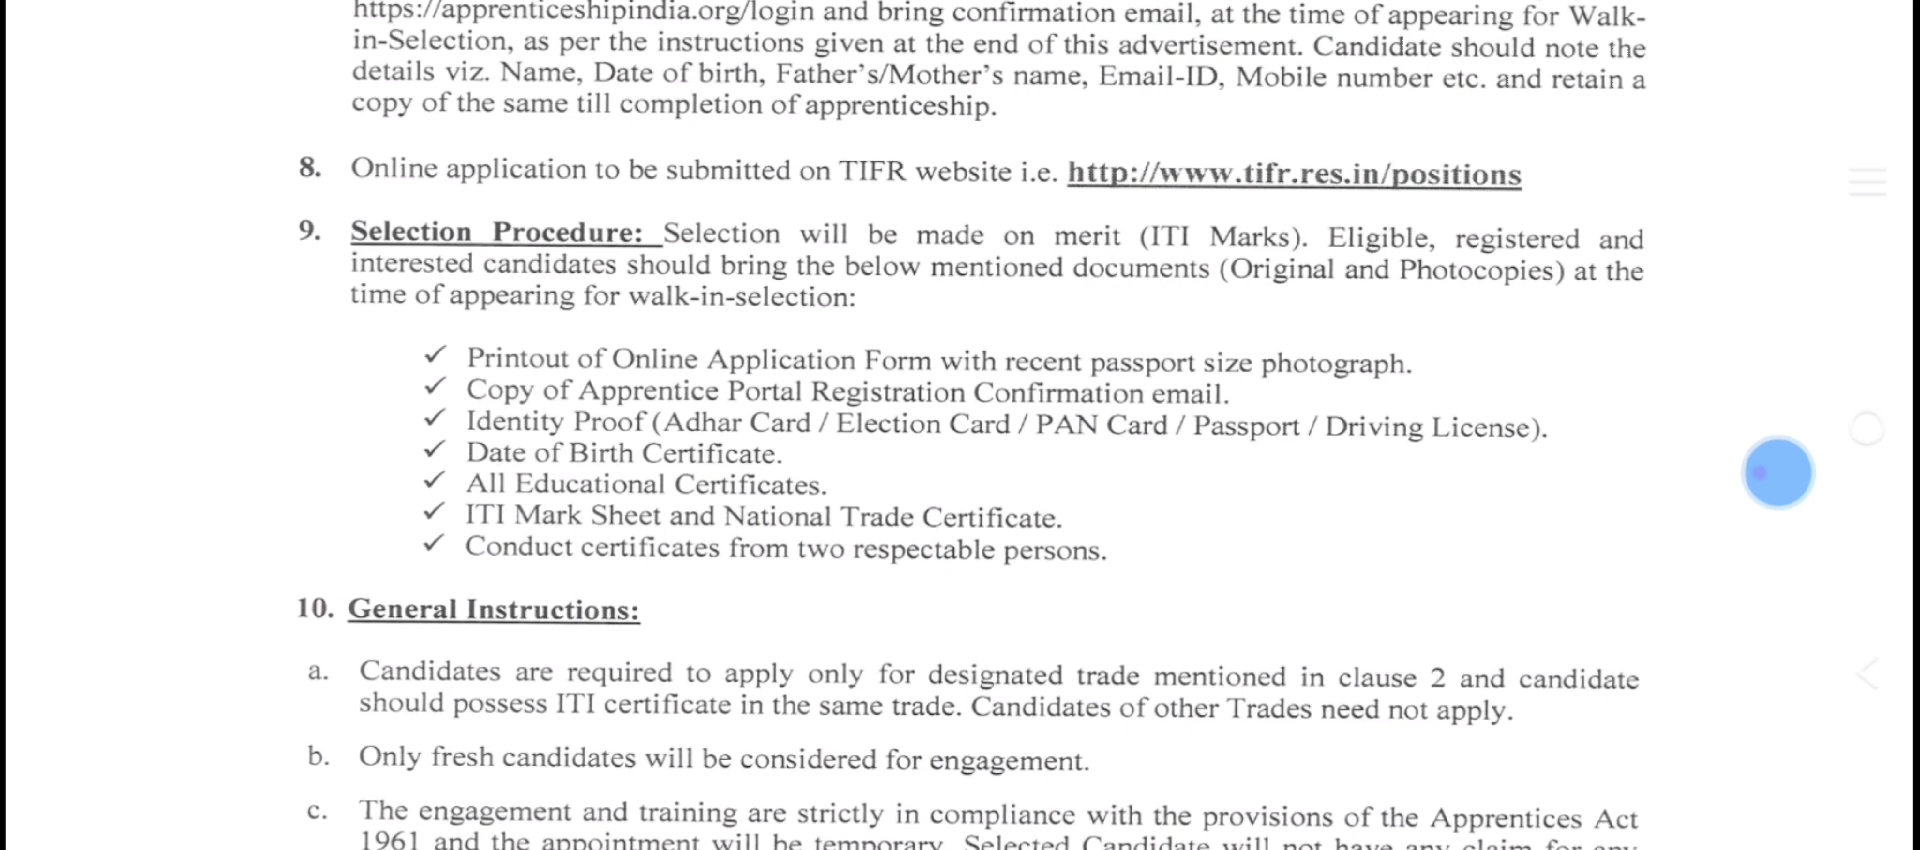 https://apprenticeshipindia.org/login and bring confirmation email, at the time of appearing for Walk-
in-Selection, as per the instructions given at the end of this advertisement. Candidate should note the
details viz. Name, Date of birth, Father's/Mother's name, Email-ID, Mobile number etc. and retain a
copy of the same till completion of apprenticeship.
8. Online application to be submitted on TIFR website i.e. http://www.tifr.res.in/positions
9. Selection Procedure: Selection will be made on merit (ITI Marks). Eligible, registered and
interested candidates should bring the below mentioned documents (Original and Photocopies) at the
time of appearing for walk-in-selection:
✓ Printout of Online Application Form with recent passport size photograph.
✓ Copy of Apprentice Portal Registration Confirmation email.
✓ Identity Proof (Adhar Card / Election Card / PAN Card / Passport / Driving License).
✓ Date of Birth Certificate.
✓ All Educational Certificates.
✓ ITI Mark Sheet and National Trade Certificate.
✓ Conduct certificates from two respectable persons.
10. General Instructions:
a. Candidates are required to apply only for designated trade mentioned in clause 2 and candidate
should possess ITI certificate in the same trade. Candidates of other Trades need not apply.
b. Only fresh candidates will be considered for engagement.
c. The engagement and training are strictly in compliance with the provisions of the Apprentices Act
1961 and the appointment will be temporary. Selected Candidate will not have any claim for any